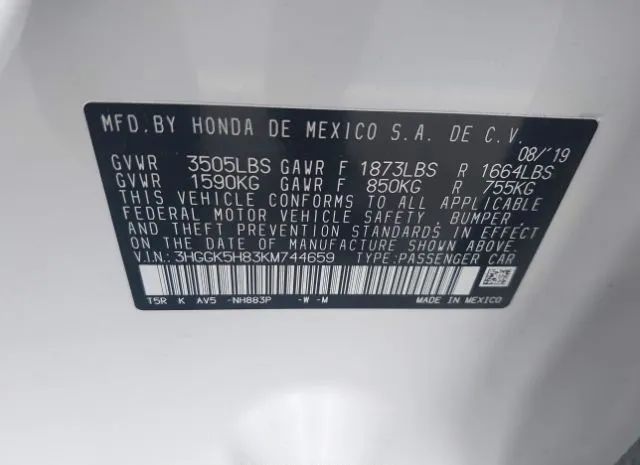 MFD.BY HONDA DE MEXICO S.A. DE C.V.
08/'19
GVWR 3505LBS GAWR F 1873LBS R 1664LBS
GVWR 1590KG GAWR F 850KG R 755KG
THIS VEHICLE CONFORMS TO ALL APPLICABLE
FEDERAL MOTOR VEHICLE SAFETY, BUMPER
AND THEFT PREVENTION STANDARDS IN EFFECT
ON THE DATE OF MANUFACTURE SHOWN ABOVE.
V.I.N.: 3HGGK5H83KM744659 TYPE:PASSENGER CAR
T5R K AV5 -NH883P -W -M MADE IN MEXICO